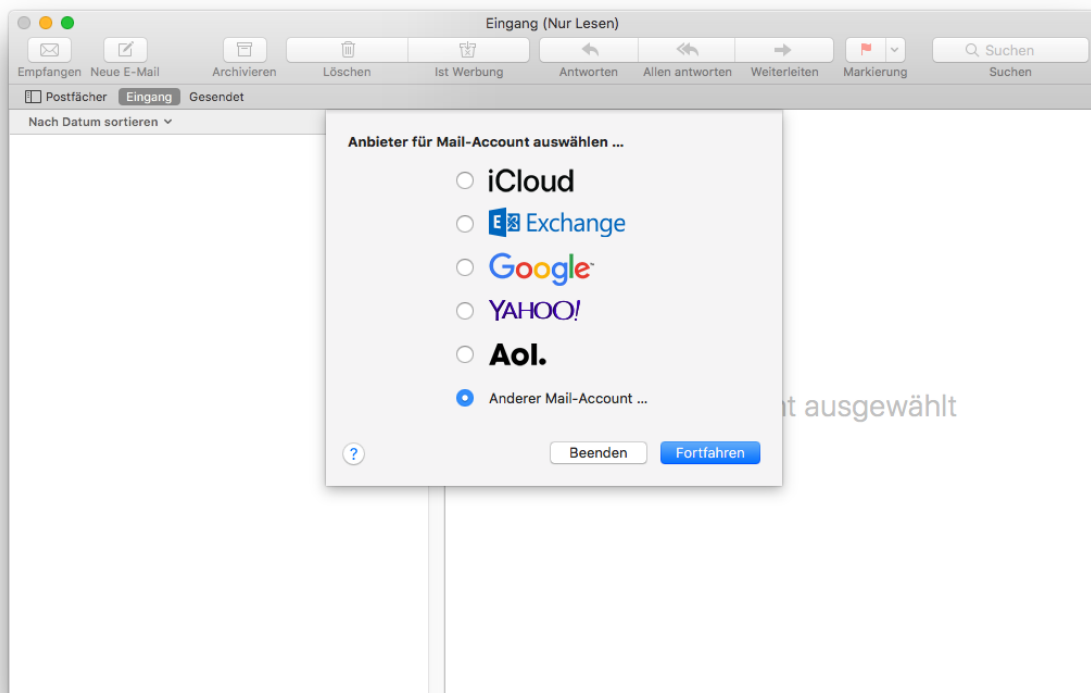 Eingang (Nur Lesen)
Suchen
Empfangen Neue E-Mail Archivieren Löschen Ist Werbung Antworten Allen antworten Weiterleiten Markierung Suchen
Postfächer Eingang Gesendet
Nach Datum sortieren
Anbieter für Mail-Account auswählen ...
iCloud
E Exchange
Google™
YAHOO!
Aol.
Anderer Mail-Account ...
ausgewählt
? Beenden Fortfahren